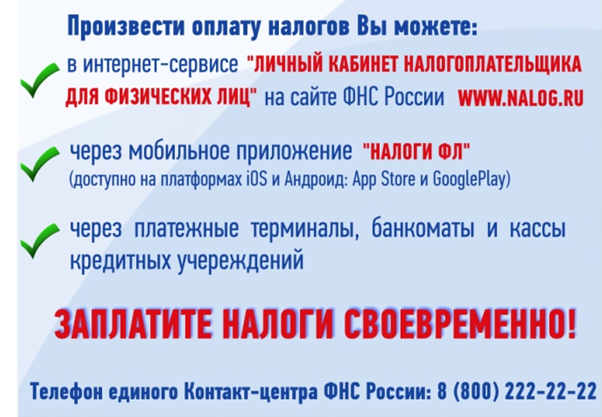 Произвести оплату налогов Вы можете:
в интернет-сервисе "ЛИЧНЫЙ КАБИНЕТ НАЛОГОПЛАТЕЛЬЩИКА
ДЛЯ ФИЗИЧЕСКИХ ЛИЦ" на сайте ФНС России WWW.NALOG.RU
через мобильное приложение "НАЛОГИ ФЛ"
(доступно на платформах iOS и Андроид: App Store и GooglePlay)
через платежные терминалы, банкоматы и кассы
кредитных учереждений
ЗАПЛАТИТЕ НАЛОГИ СВОЕВРЕМЕННО!
Телефон единого Контакт-центра ФНС России: 8 (800) 222-22-22